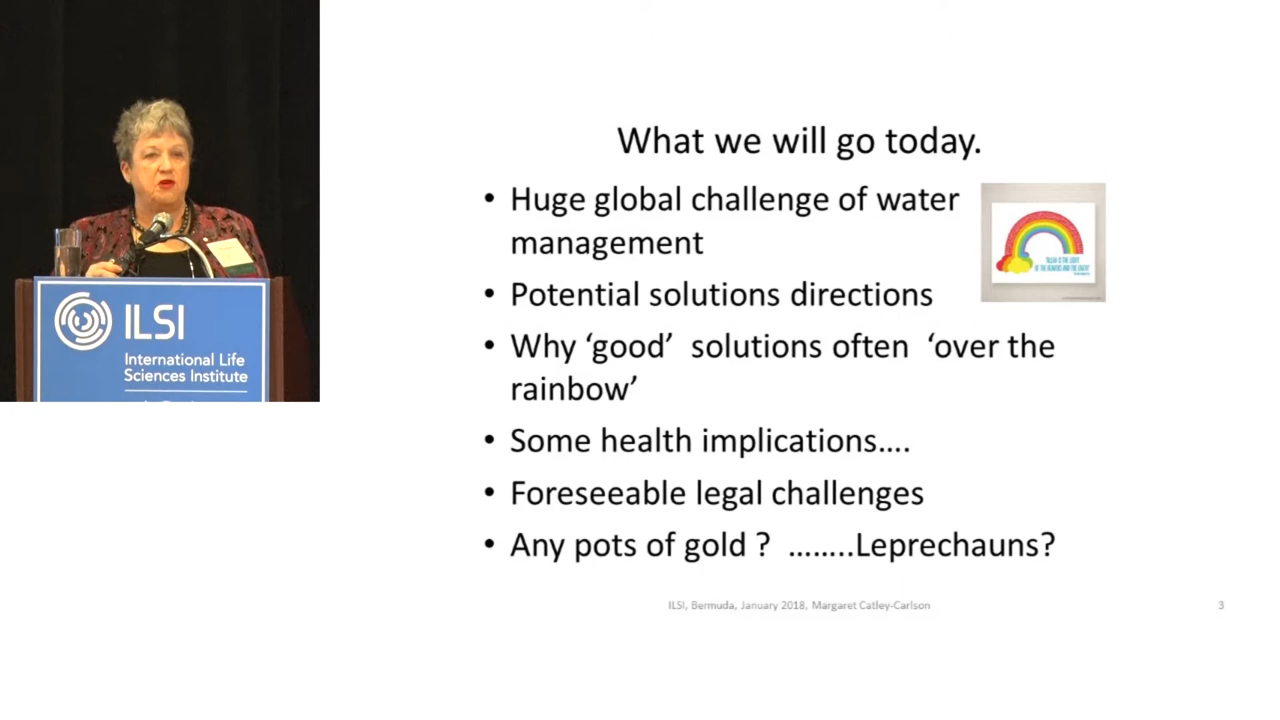 What we will go today.
• Huge global challenge of water
management
• Potential solutions directions
• Why ‘good’ solutions often ‘over the
rainbow’
• Some health implications….
• Foreseeable legal challenges
• Any pots of gold ? ……..Leprechauns?
ILSI, Bermuda, January 2018, Margaret Catley-Carlson
3
ILSI
International Life
Sciences Institute